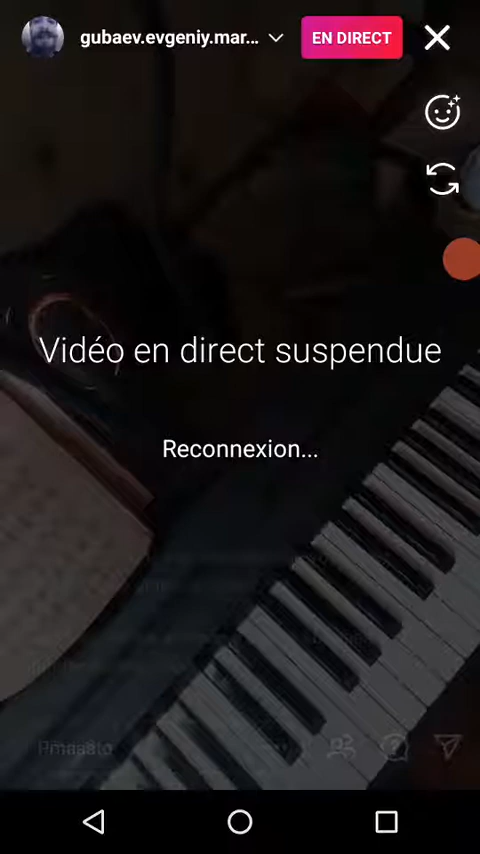 gubaev.evgeniy.mar...
EN DIRECT
Vidéo en direct suspendue
Reconnexion...